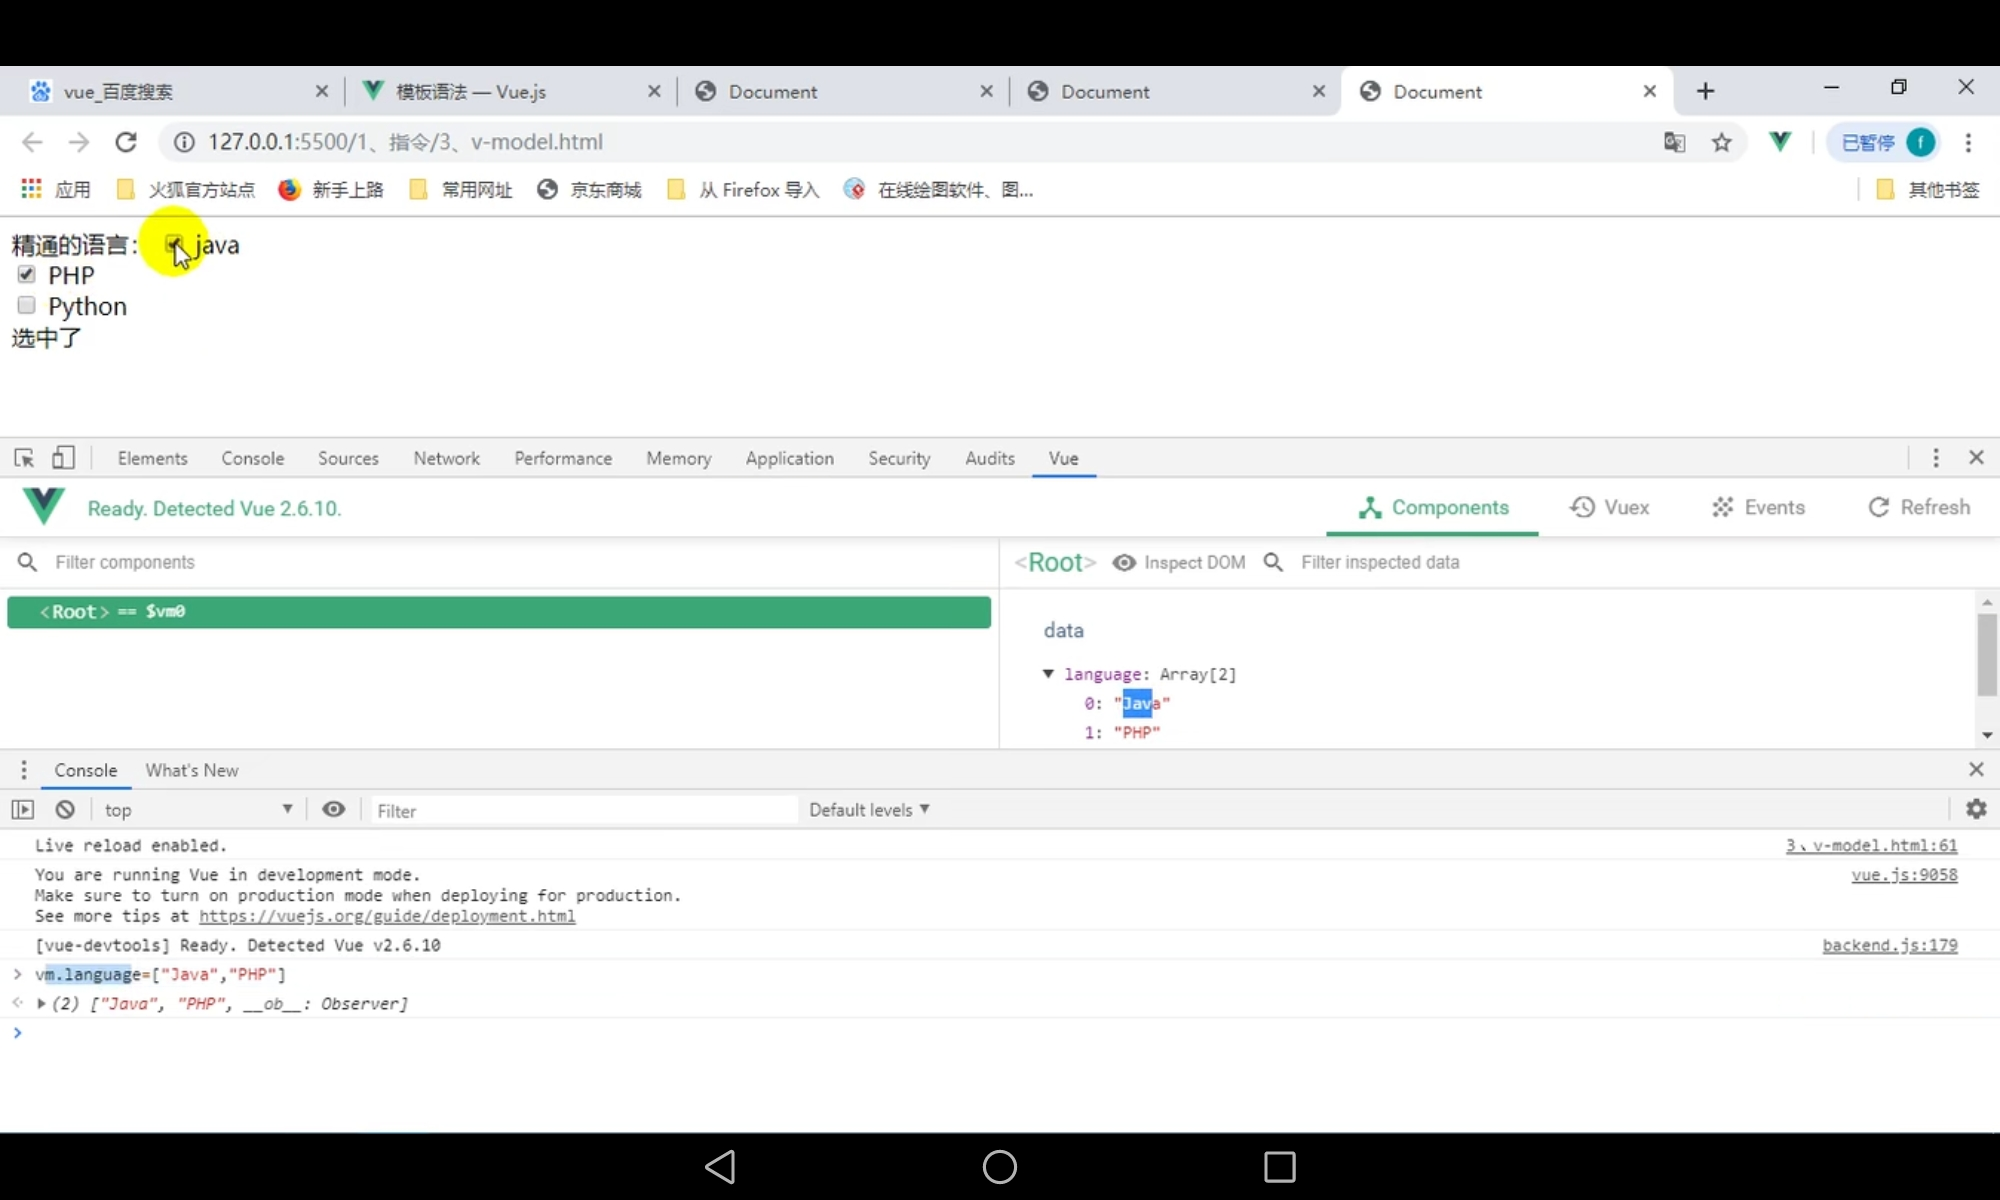 vue_百度搜索
模板语法 — Vue.js
Document
Document
Document
127.0.0.1:5500/1、指令/3、v-model.html
已暂停
f
应用
火狐官方站点
新手上路
常用网址
京东商城
从 Firefox 导入
在线绘图软件、图...
其他书签
精通的语言: java
PHP
Python
选中了
Elements Console Sources Network Performance Memory Application Security Audits Vue
Ready. Detected Vue 2.6.10.
Components Vuex Events Refresh
Filter components
<Root> Inspect DOM Filter inspected data
<Root> == $vm0
data
language: Array[2]
0: "Java"
1: "PHP"
Console What's New
top Filter Default levels
Live reload enabled. 3、v-model.html:61
You are running Vue in development mode. vue.js:9058
Make sure to turn on production mode when deploying for production.
See more tips at https://vuejs.org/guide/deployment.html
[vue-devtools] Ready. Detected Vue v2.6.10 backend.js:179
vm.language=["Java","PHP"]
(2) ["Java", "PHP", __ob__: Observer]